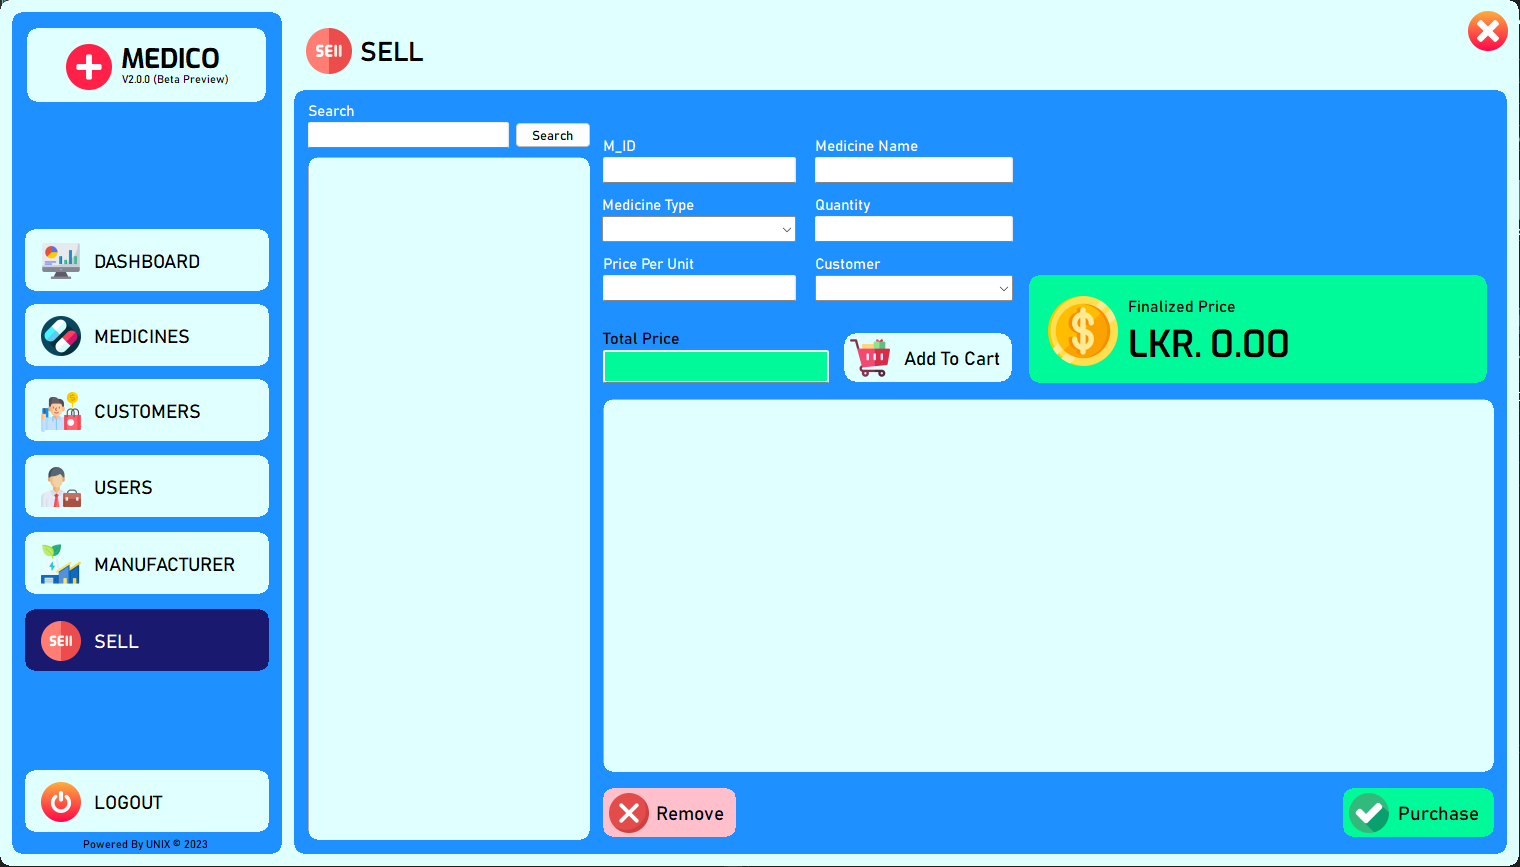 MEDICO
V2.0.0 (Beta Preview)
DASHBOARD
MEDICINES
CUSTOMERS
USERS
MANUFACTURER
SEll
SELL
LOGOUT
Powered By UNIX © 2023
SEll
SELL
Search
Search
M_ID
Medicine Name
Medicine Type
Quantity
Price Per Unit
Customer
Total Price
Add To Cart
Finalized Price
LKR. 0.00
Remove
Purchase